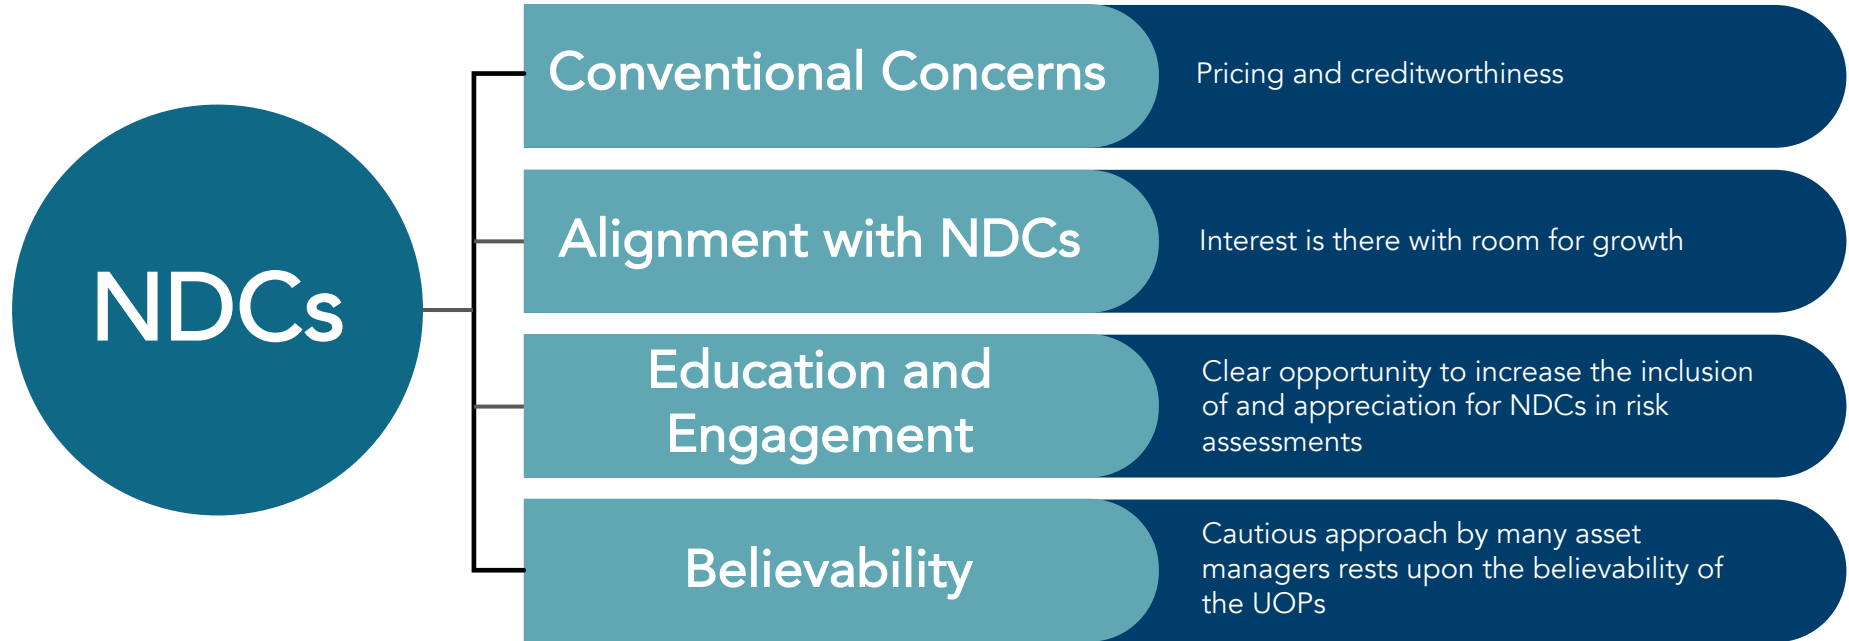 NDCs
Conventional Concerns
Pricing and creditworthiness
Alignment with NDCs
Interest is there with room for growth
Education and
Engagement
Clear opportunity to increase the inclusion
of and appreciation for NDCs in risk
assessments
Believability
Cautious approach by many asset
managers rests upon the believability of
the UOPs